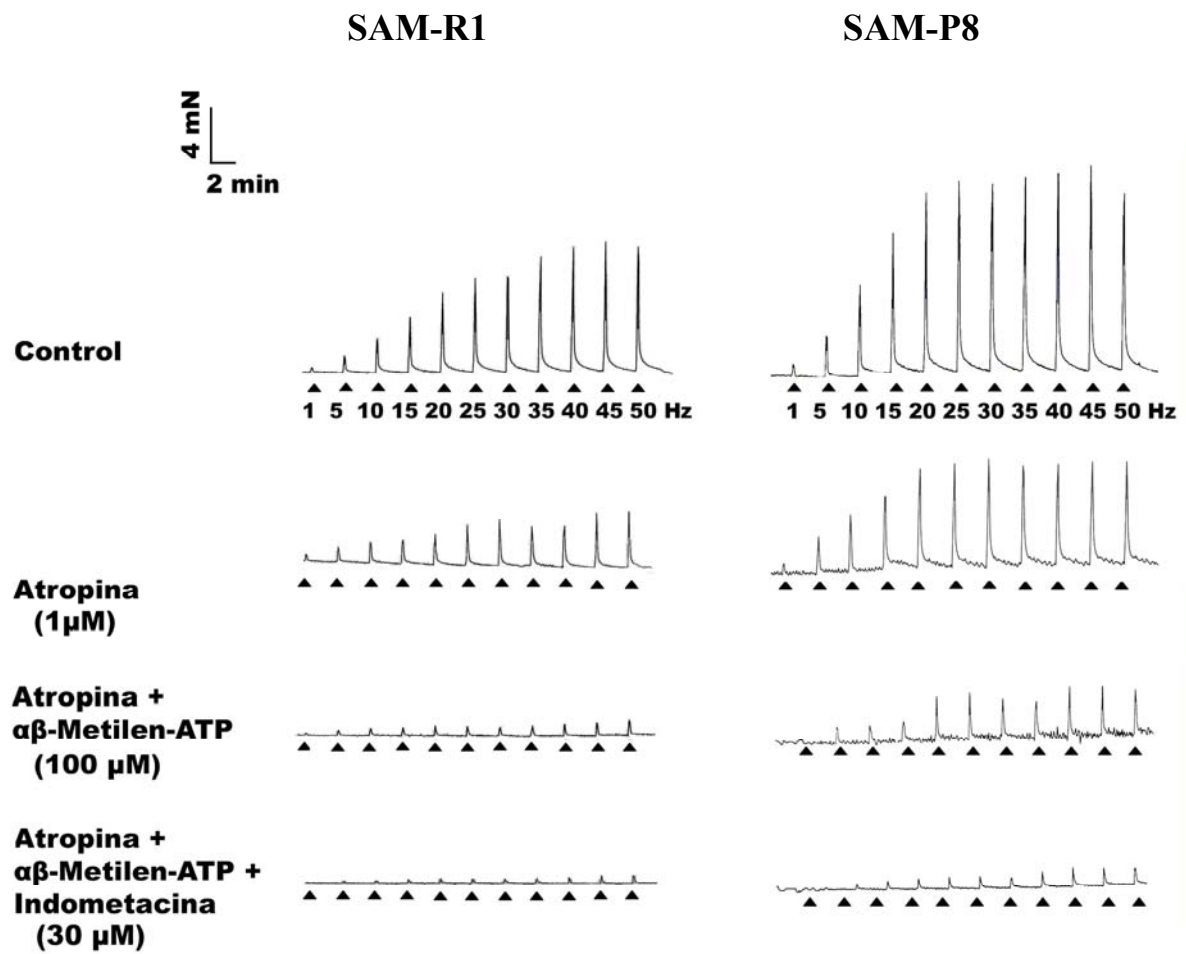 SAM-R1 SAM-P8
4 mN
2 min
Control
1 5 10 15 20 25 30 35 40 45 50 Hz 1 5 10 15 20 25 30 35 40 45 50 Hz
Atropina
(1µM)
Atropina +
αβ-Metilen-ATP
(100 µM)
Atropina +
αβ-Metilen-ATP +
Indometacina
(30 µM)